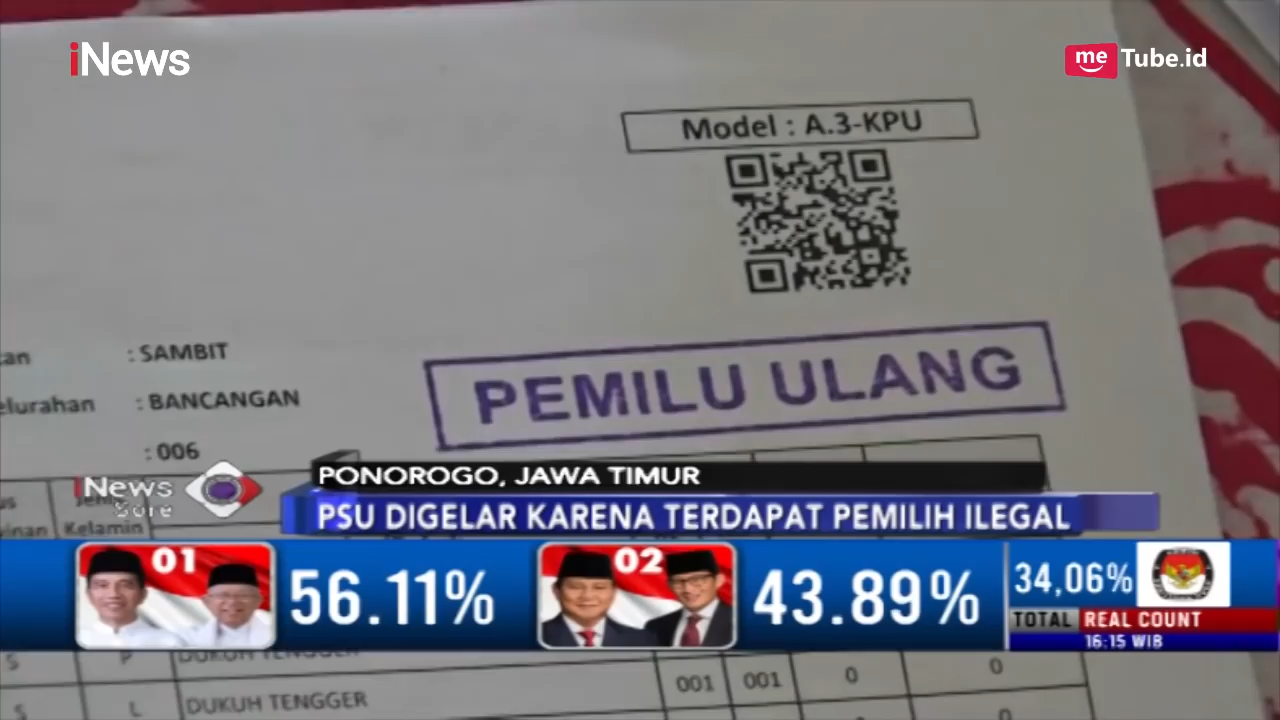 iNews
me Tube.id
Model : A.3-KPU
: SAMBIT
elurahan : BANCANGAN
: 006
PEMILU ULANG
iNews
Sore
Kelamin
PONOROGO, JAWA TIMUR
PSU DIGELAR KARENA TERDAPAT PEMILIH ILEGAL
01
56.11%
02
43.89%
34,06%
TOTAL REAL COUNT
16:15 WIB
S P DUKUH TENGGER
S L DUKUH TENGGER 001 001 0 0